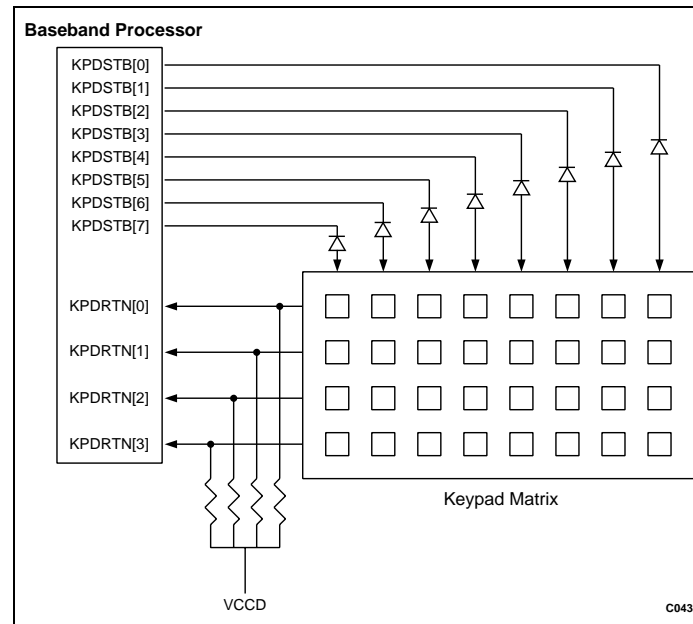 Baseband Processor
KPDSTB[0]
KPDSTB[1]
KPDSTB[2]
KPDSTB[3]
KPDSTB[4]
KPDSTB[5]
KPDSTB[6]
KPDSTB[7]
KPDRTN[0]
KPDRTN[1]
KPDRTN[2]
KPDRTN[3]
Keypad Matrix
VCCD
C043